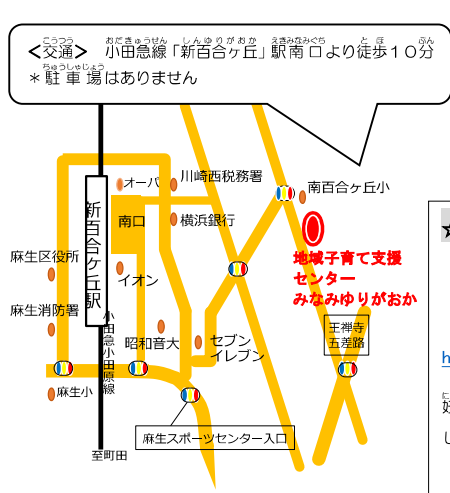 <交通> 小田急線「新百合ヶ丘」駅南口より徒歩１０分
こうつう おだきゅうせん しんゆりがおか えきみなみぐち とほ ぷん
＊駐車場はありません
ちゅうしゃじょう
オーパ
川崎西税務署
南百合ヶ丘小
新百合ヶ丘駅
南口
横浜銀行
地域子育て支援
センター
みなみゆりがおか
麻生区役所
イオン
麻生消防署
小田急小田原線
昭和音大
セブン
イレブン
王禅寺
五差路
麻生小
麻生スポーツセンター入口
至町田
h
し